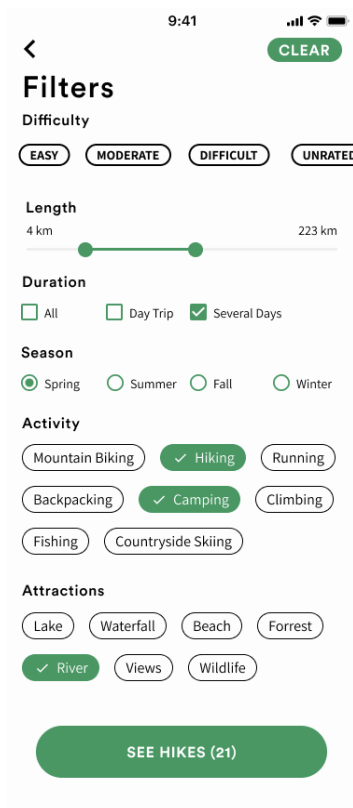 9:41
CLEAR
Filters
Difficulty
EASY MODERATE DIFFICULT UNRATED
Length
4 km 223 km
Duration
All Day Trip Several Days
Season
Spring Summer Fall Winter
Activity
Mountain Biking Hiking Running
Backpacking Camping Climbing
Fishing Countryside Skiing
Attractions
Lake Waterfall Beach Forrest
River Views Wildlife
SEE HIKES (21)